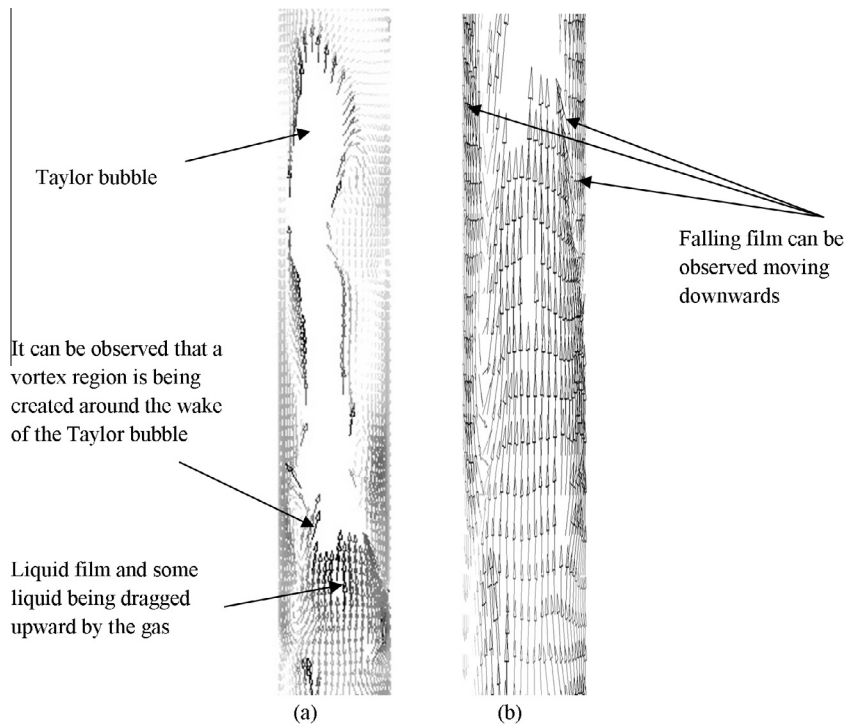 Taylor bubble
Falling film can be
observed moving
downwards
It can be observed that a
vortex region is being
created around the wake
of the Taylor bubble
Liquid film and some
liquid being dragged
upward by the gas
(a)
(b)